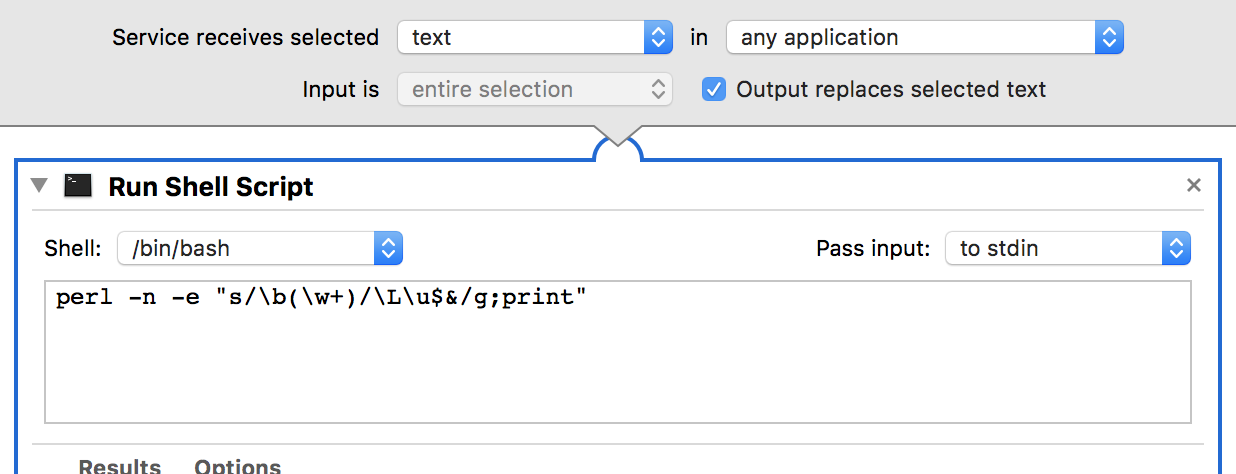 Service receives selected text in any application
Input is entire selection Output replaces selected text
>_ Run Shell Script
Shell: /bin/bash Pass input: to stdin
perl -n -e "s/\b(\w+)/\L\u$&/g;print"
Results Options